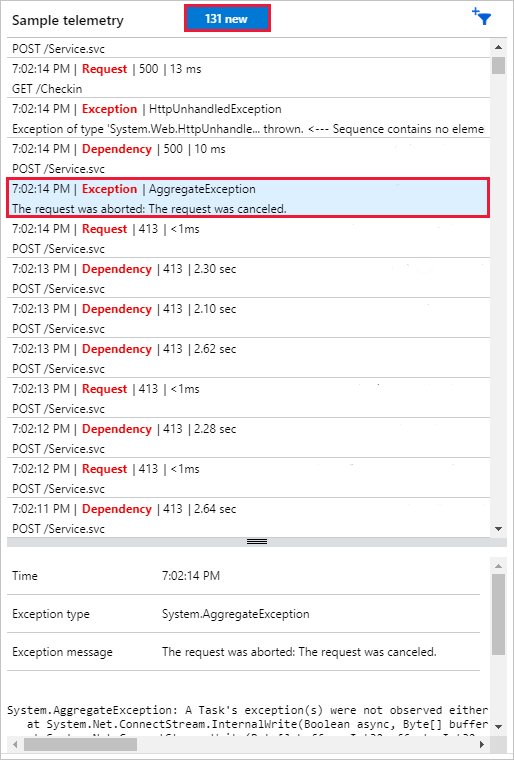 Sample telemetry 131 new
POST /Service.svc
7:02:14 PM | Request | 500 | 13 ms
GET /Checkin
7:02:14 PM | Exception | HttpUnhandledException
Exception of type 'System.Web.HttpUnhandle... thrown. <--- Sequence contains no eleme
7:02:14 PM | Dependency | 500 | 10 ms
POST /Service.svc
7:02:14 PM | Exception | AggregateException
The request was aborted: The request was canceled.
7:02:14 PM | Request | 413 | <1ms
POST /Service.svc
7:02:13 PM | Dependency | 413 | 2.30 sec
POST /Service.svc
7:02:13 PM | Dependency | 413 | 2.10 sec
POST /Service.svc
7:02:13 PM | Dependency | 413 | 2.62 sec
POST /Service.svc
7:02:13 PM | Request | 413 | <1ms
POST /Service.svc
7:02:12 PM | Dependency | 413 | 2.28 sec
POST /Service.svc
7:02:12 PM | Request | 413 | <1ms
POST /Service.svc
7:02:11 PM | Dependency | 413 | 2.64 sec
POST /Service.svc
Time 7:02:14 PM
Exception type System.AggregateException
Exception message The request was aborted: The request was canceled.
System.AggregateException: A Task's exception(s) were not observed either
at System.Net.ConnectStream.InternalWrite(Boolean async, Byte[] buffer